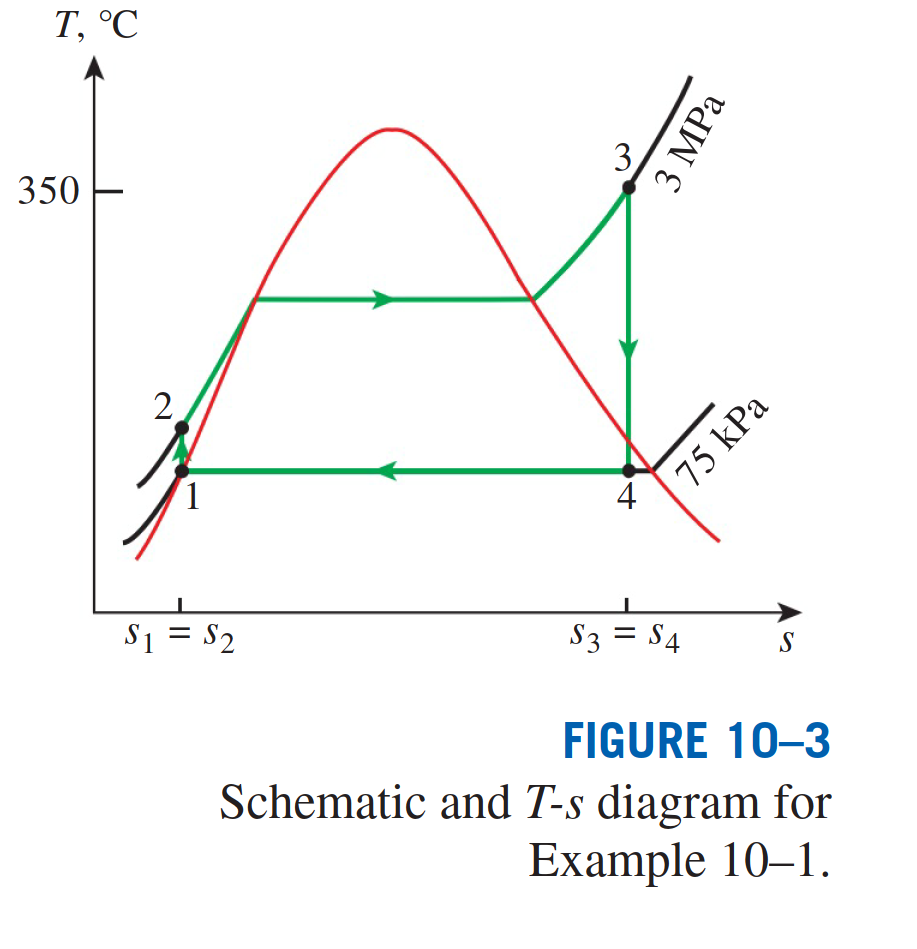 T, °C
3 MPa
3
350
2
75 kPa
1
4
s1 = s2
s3 = s4
s
FIGURE 10–3
Schematic and T-s diagram for
Example 10–1.